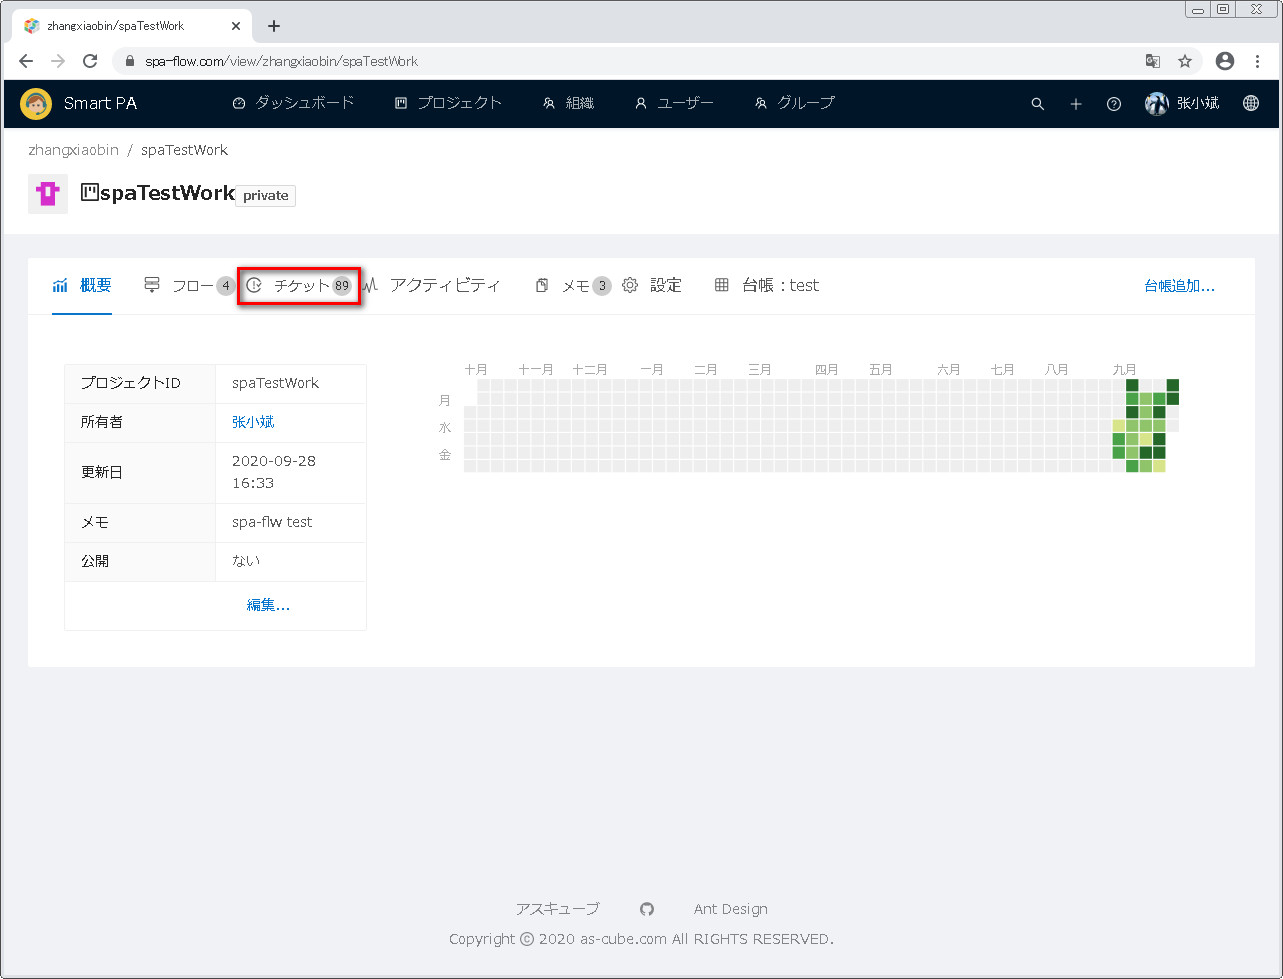 zhangxiaobin/spaTestWork
spa-flow.com/view/zhangxiaobin/spaTestWork
Smart PA ダッシュボード プロジェクト 組織 ユーザー グループ 张小斌
zhangxiaobin / spaTestWork
spaTestWork private
概要 フロー 4 チケット 89 アクティビティ メモ 3 設定 台帳：test 台帳追加...
十月 十一月 十二月 一月 二月 三月 四月 五月 六月 七月 八月 九月
月
水
金
プロジェクトID spaTestWork
所有者 张小斌
更新日 2020-09-28
16:33
メモ spa-flw test
公開 ない
編集...
アスキューブ Ant Design
Copyright © 2020 as-cube.com All RIGHTS RESERVED.